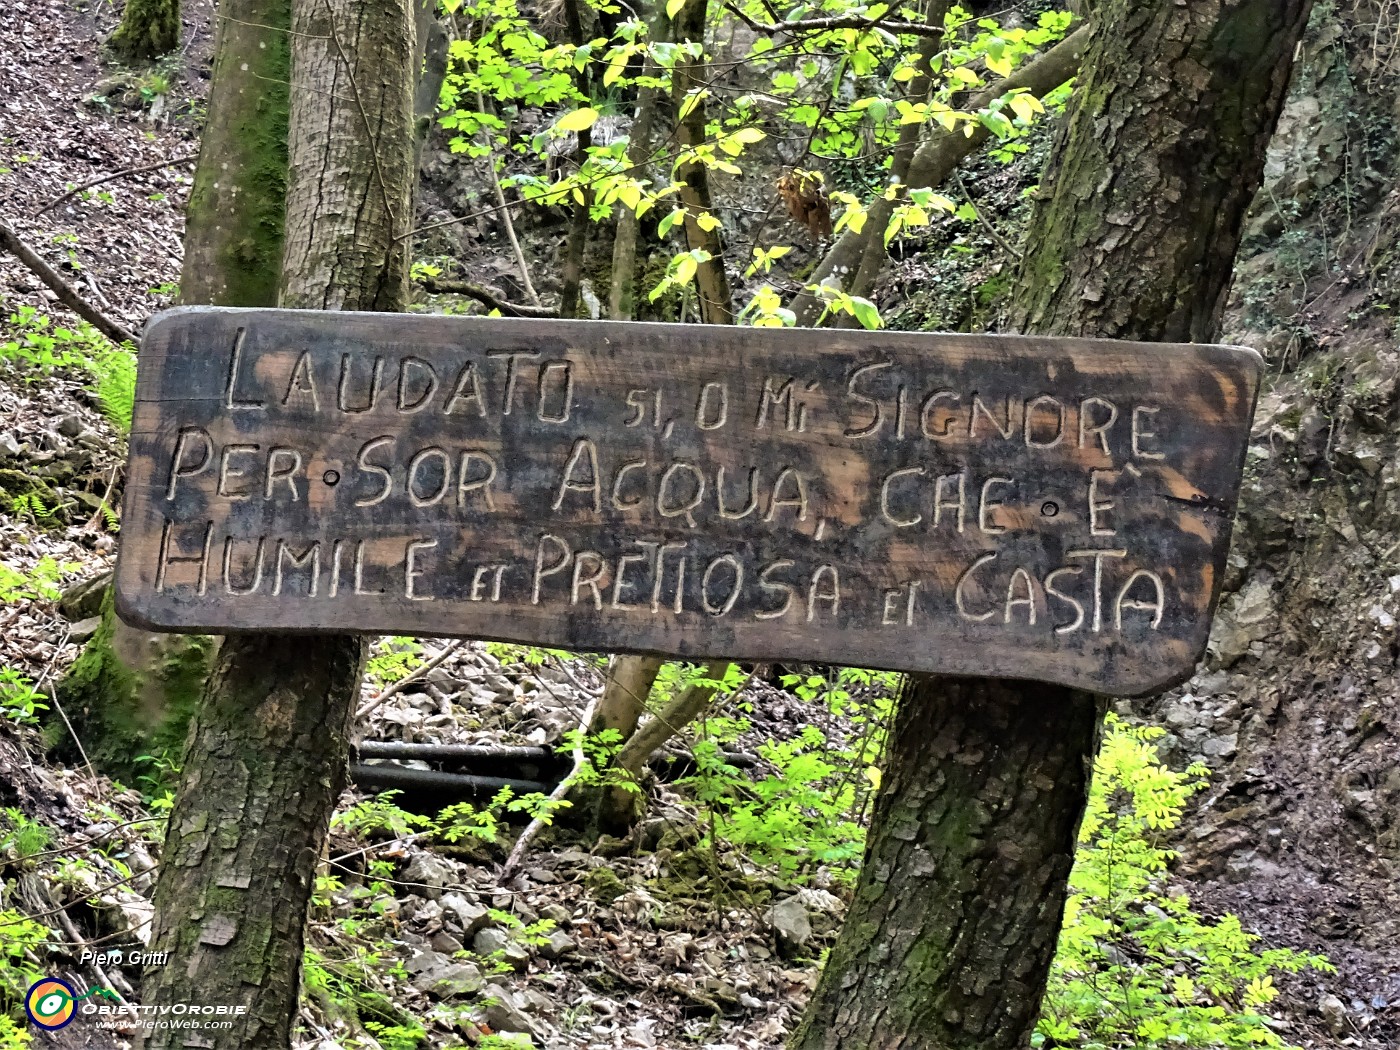 LAUDATO SI, O Mi SIGNORE
PER SOR ACQUA, CHE È
HUMILE ET PRETIOSA ET CASTA
Piero Gritti
OBIETTIVOROBIE
www.PieroWeb.com